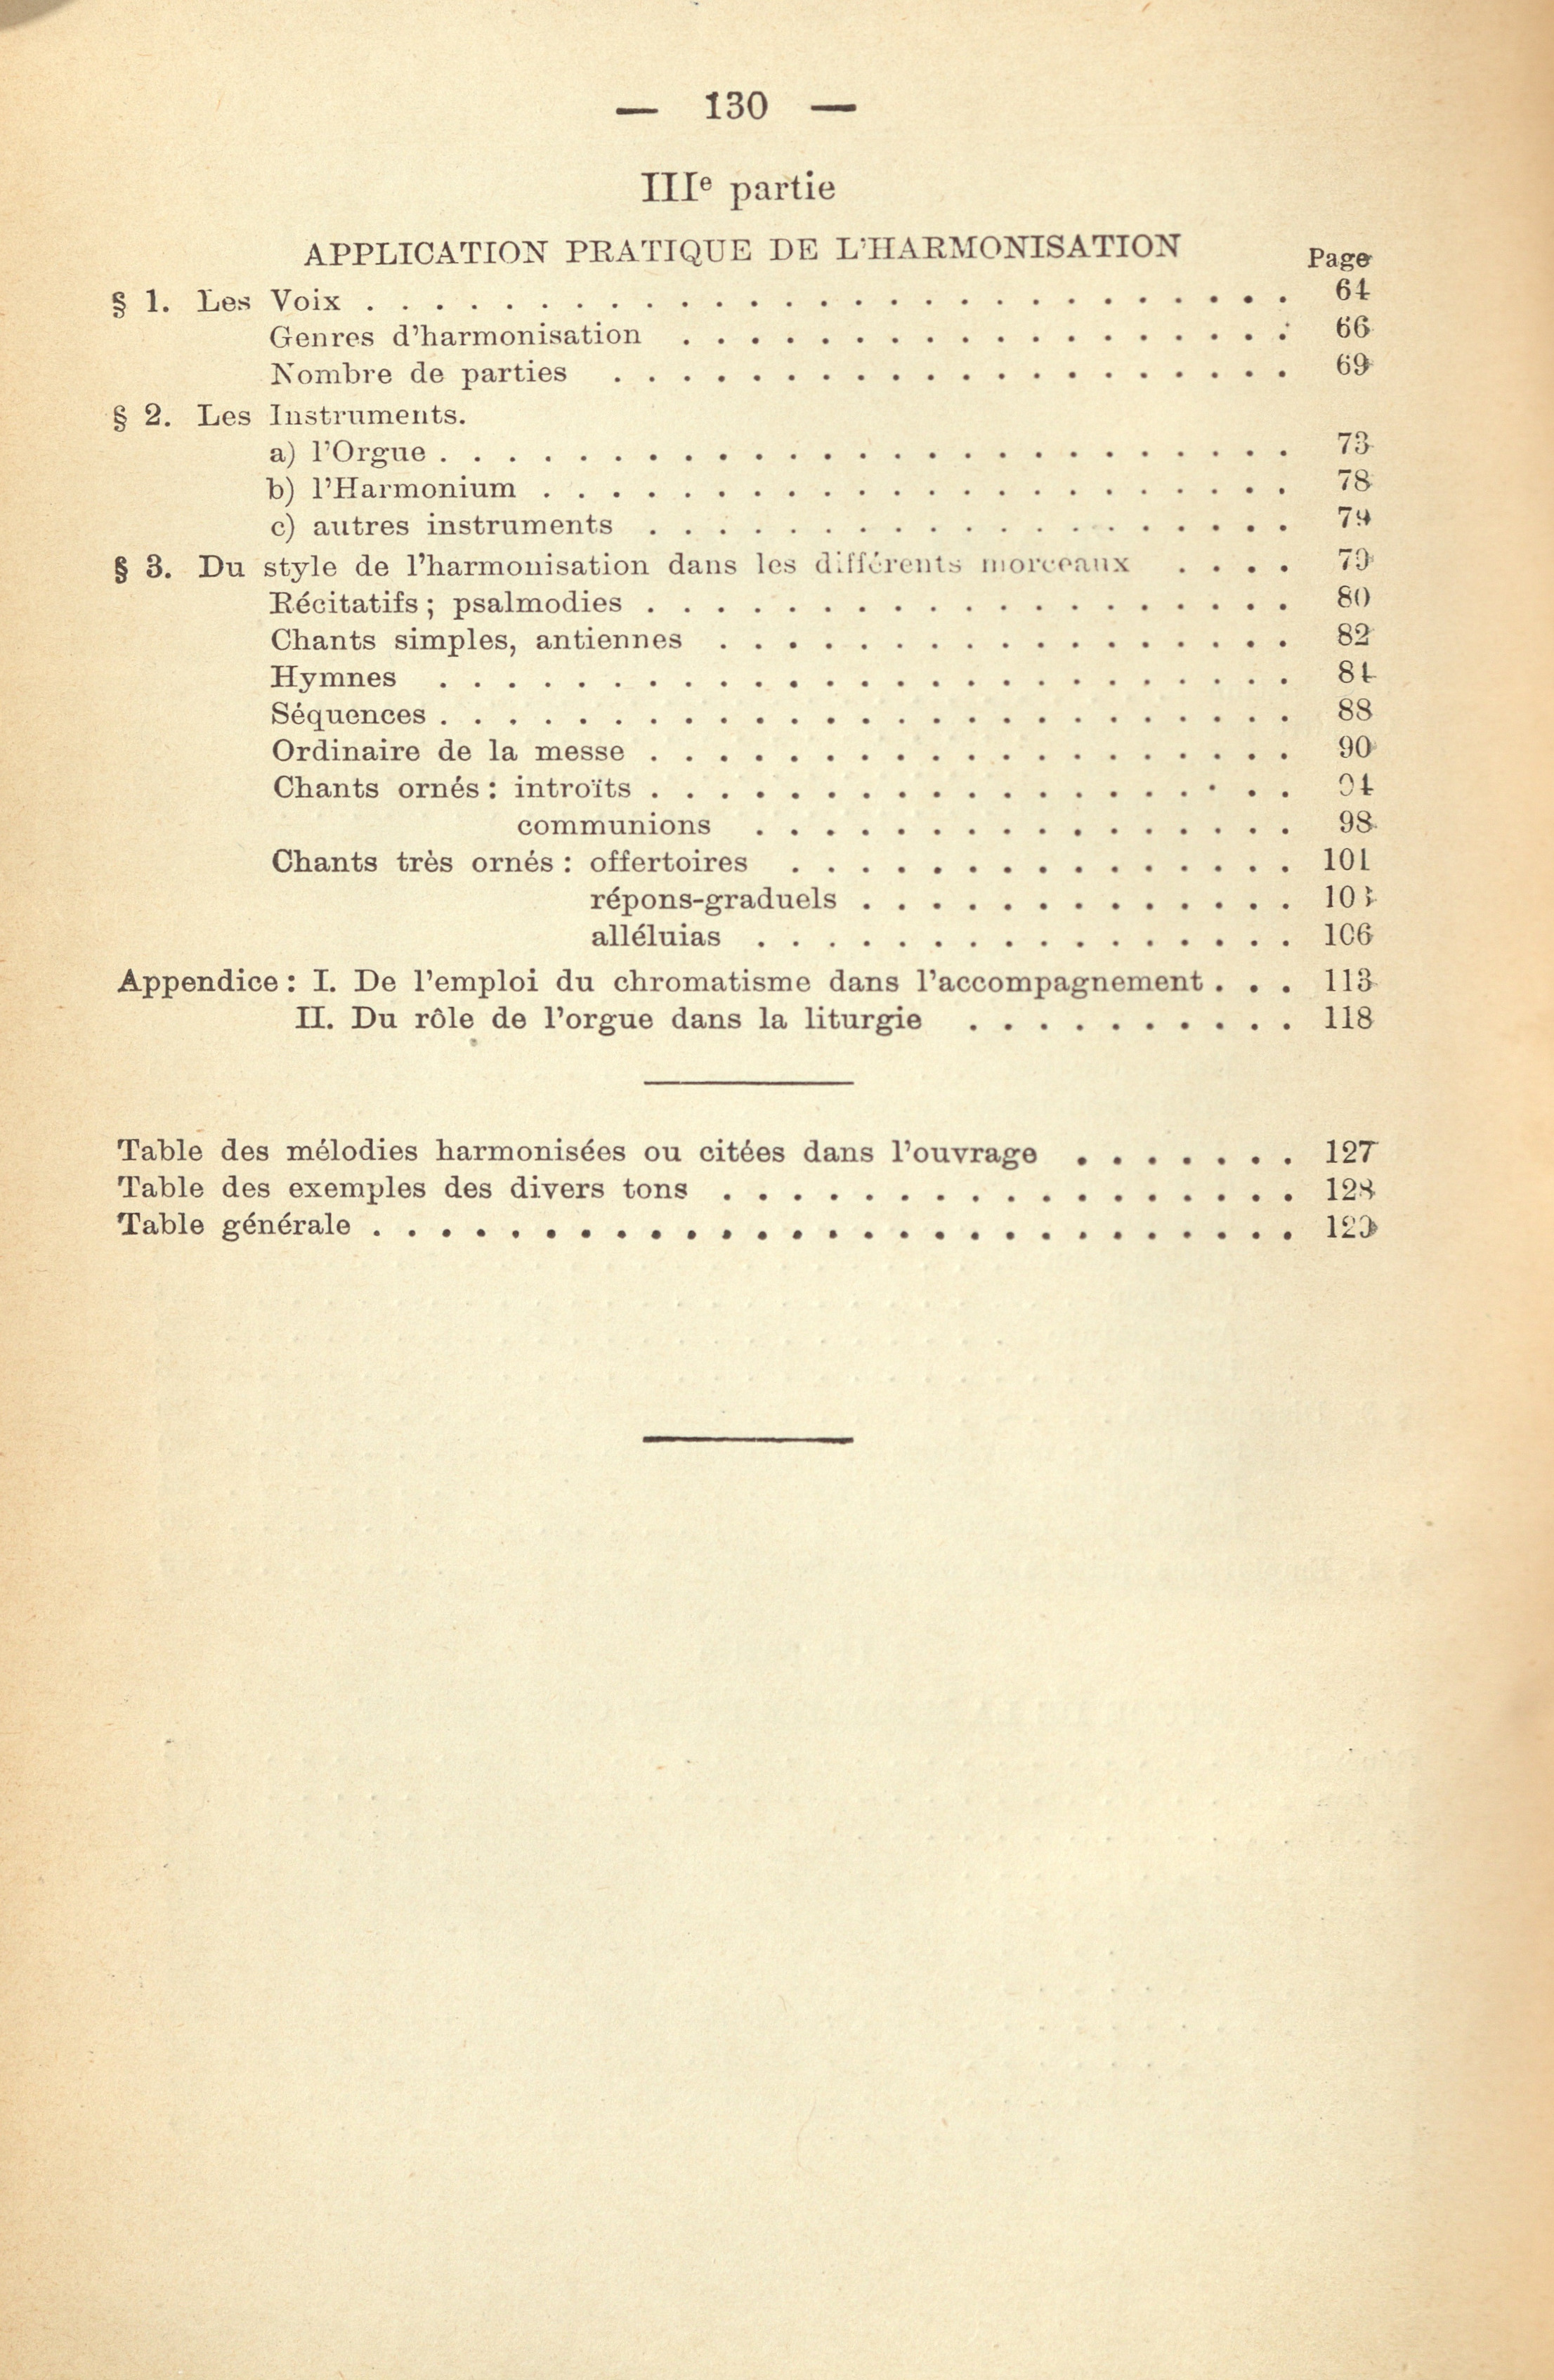 — 130 —
IIIe partie
APPLICATION PRATIQUE DE L'HARMONISATION
Page
§ 1. Les Voix . . . . . . . . . . . . . . . . . . . . . . . . . . . 64
Genres d'harmonisation . . . . . . . . . . . . . . . . . . 66
Nombre de parties . . . . . . . . . . . . . . . . . . . . 69
§ 2. Les Instruments.
a) l'Orgue . . . . . . . . . . . . . . . . . . . . . . . . . 73
b) l'Harmonium . . . . . . . . . . . . . . . . . . . . . . 78
c) autres instruments . . . . . . . . . . . . . . . . . . . 79
§ 3. Du style de l'harmonisation dans les différents morceaux . . . . 79
Récitatifs ; psalmodies . . . . . . . . . . . . . . . . . . . 80
Chants simples, antiennes . . . . . . . . . . . . . . . . . 82
Hymnes . . . . . . . . . . . . . . . . . . . . . . . . . 84
Séquences . . . . . . . . . . . . . . . . . . . . . . . . . 88
Ordinaire de la messe . . . . . . . . . . . . . . . . . . . 90
Chants ornés : introïts . . . . . . . . . . . . . . . . . . . 94
communions . . . . . . . . . . . . . . . . 98
Chants très ornés : offertoires . . . . . . . . . . . . . . . 101
répons-graduels . . . . . . . . . . . . .
alléluias . . . . . . . . . . . . . . . . 106
Appendice : I. De l'emploi du chromatisme dans l'accompagnement . . . 113
II. Du rôle de l'orgue dans la liturgie . . . . . . . . . . 118
Table des mélodies harmonisées ou citées dans l'ouvrage . . . . . . . 127
Table des exemples des divers tons . . . . . . . . . . . . . . . . . 128
Table générale . . . . . . . . . . . . . . . . . . . . . . . . . . . 129